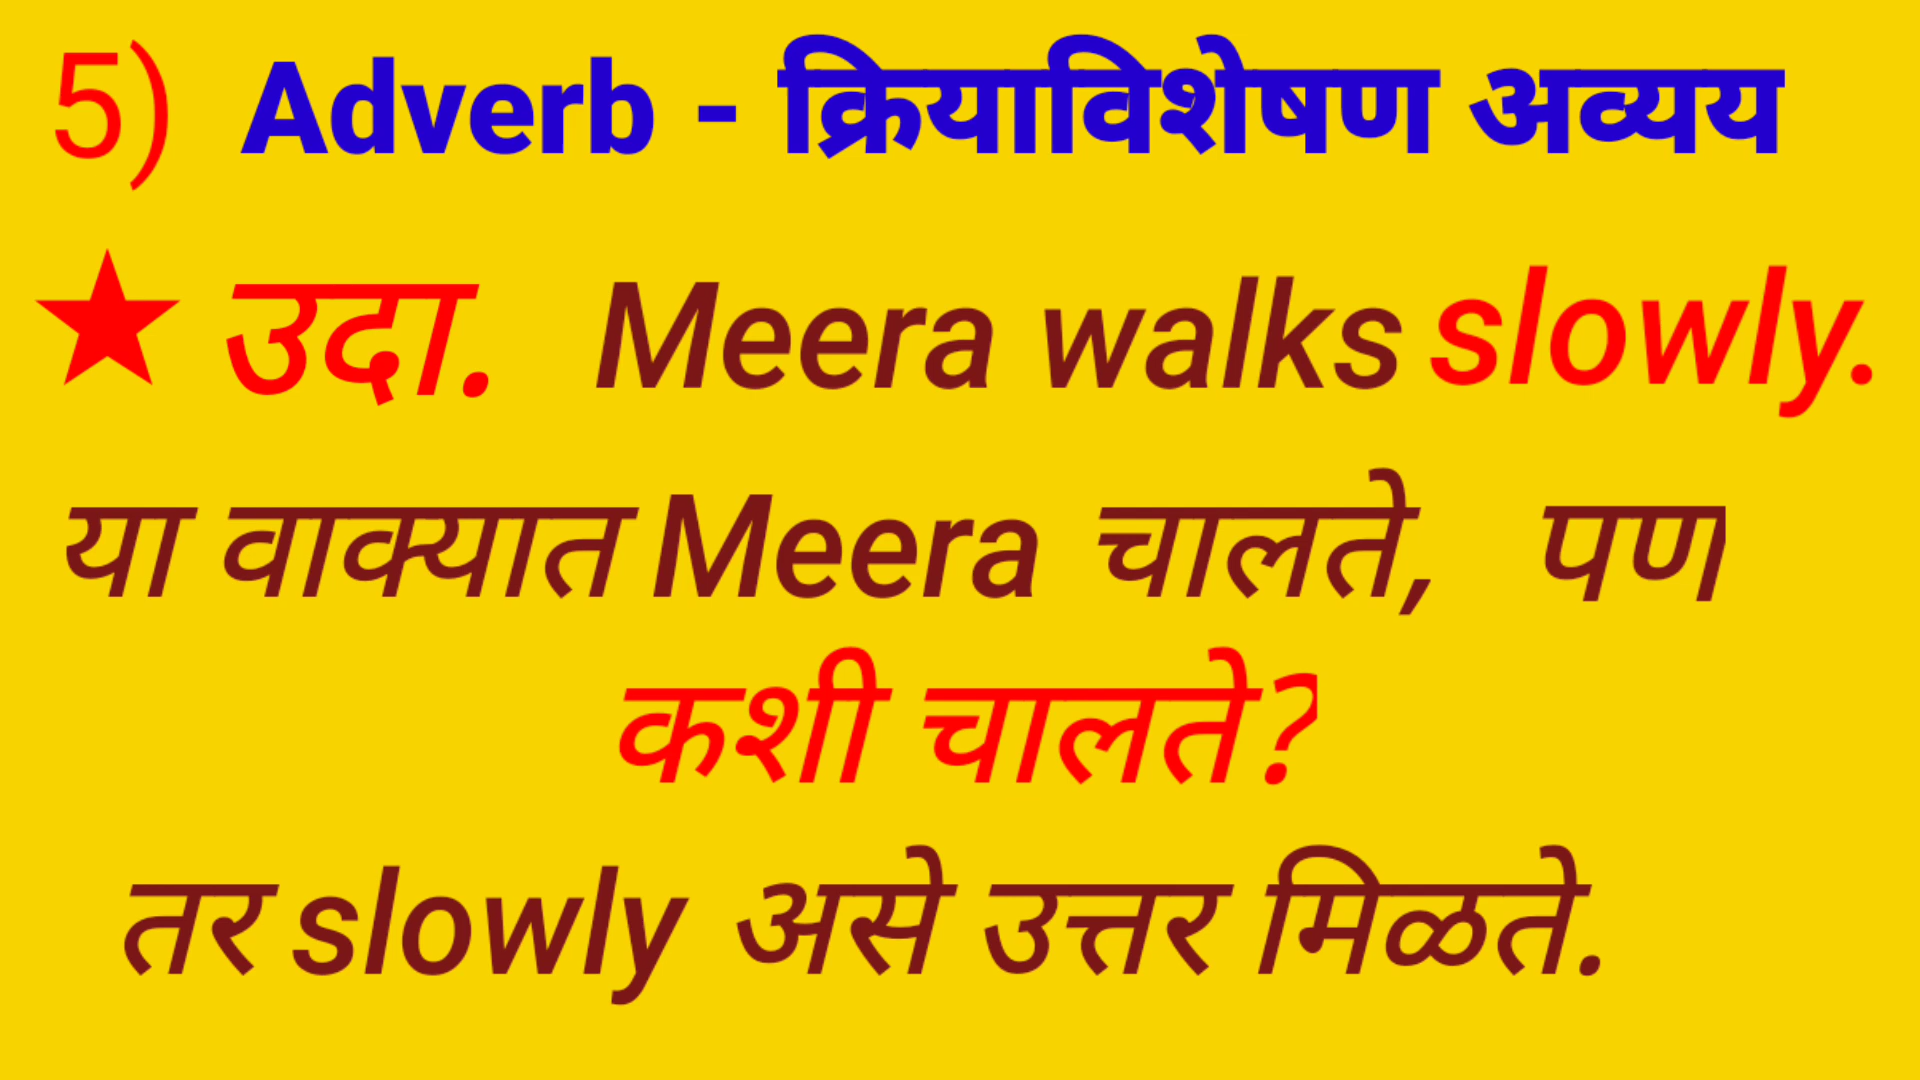 5) Adverb - क्रियाविशेषण अव्यय
★ उदा. Meera walks slowly.
या वाक्यात Meera चालते, पण
कशी चालते?
तर slowly असे उत्तर मिळते.